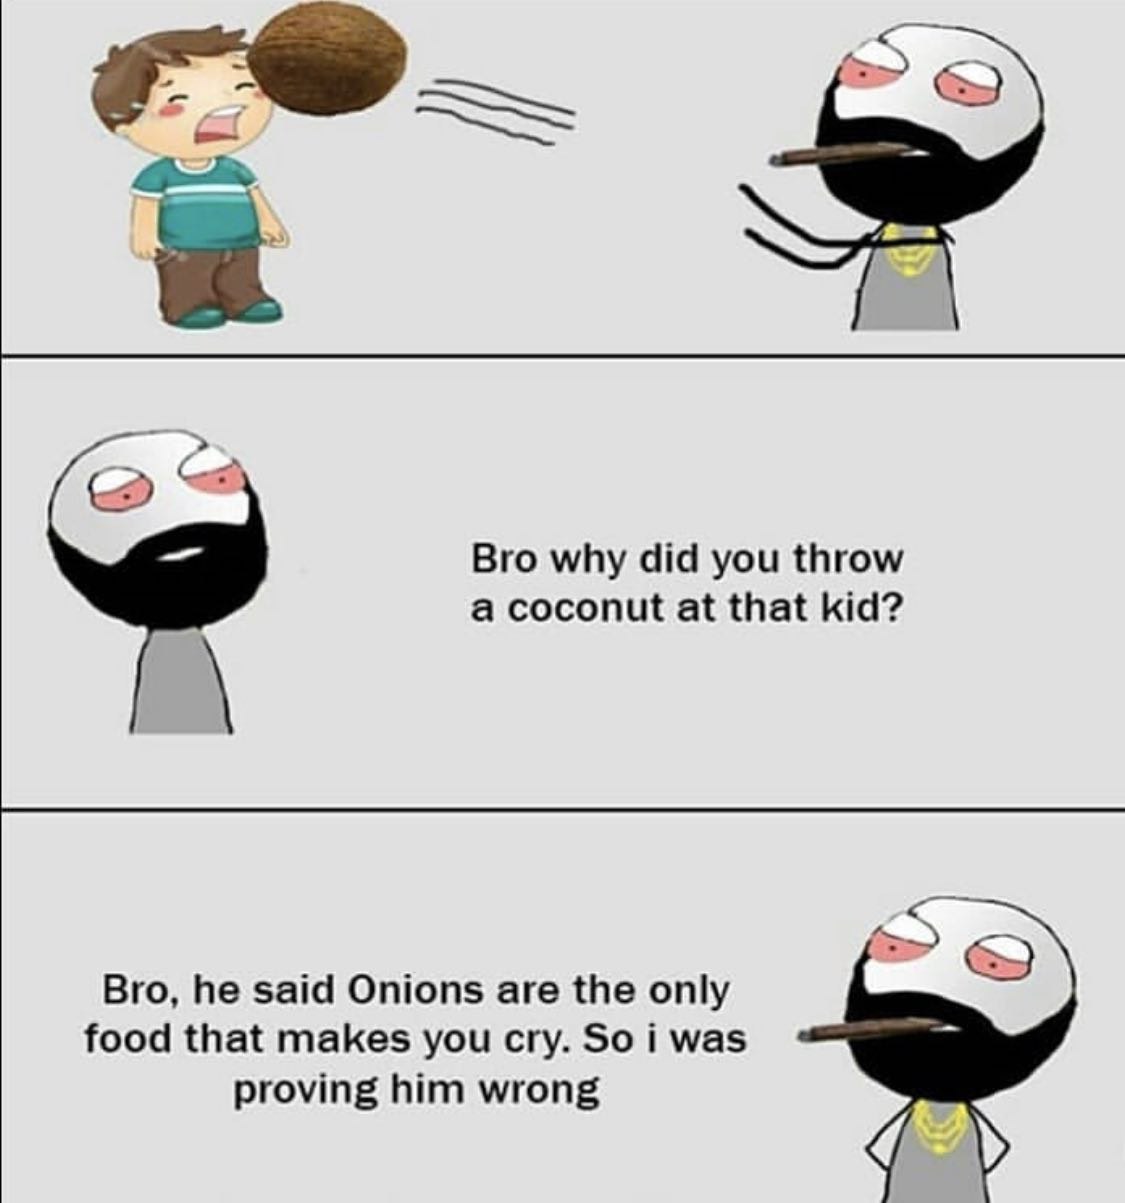 Bro why did you throw
a coconut at that kid?
Bro, he said Onions are the only
food that makes you cry. So i was
proving him wrong